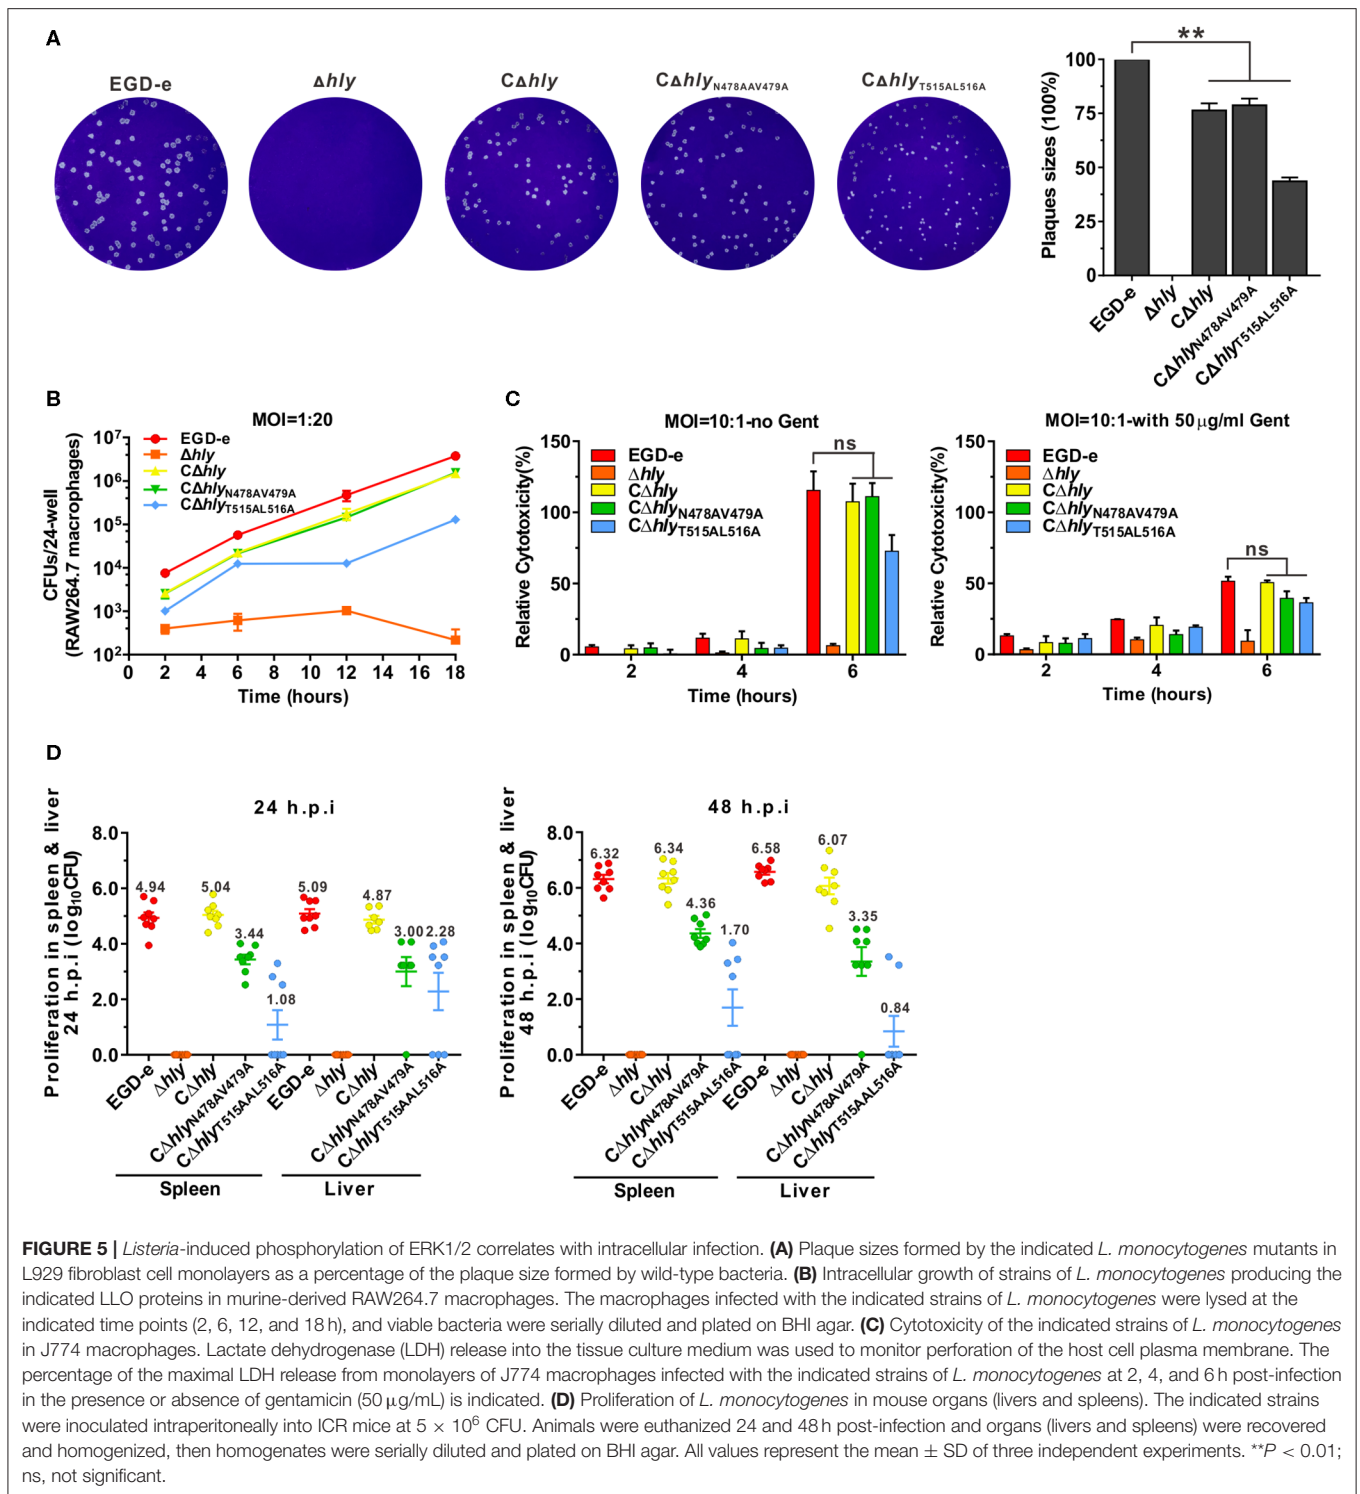 A
EGD-e
Δhly
CΔhly
CΔhlyN478AAV479A
CΔhlyT515AL516A
**
Plaques sizes (100%)
100
75
50
25
0
EGD-e
Δhly
CΔhly
CΔhlyN478AV479A
CΔhlyT515AL516A
B
MOI=1:20
EGD-e
Δhly
CΔhly
CΔhlyN478AV479A
CΔhlyT515AL516A
CFUs/24-well
(RAW264.7 macrophages)
10⁷
10⁶
10⁵
10⁴
10³
10²
0 2 4 6 8 10 12 14 16 18
Time (hours)
C
MOI=10:1-no Gent
EGD-e
Δhly
CΔhly
CΔhlyN478AV479A
CΔhlyT515AL516A
ns
Relative Cytotoxicity(%)
150
100
50
0
2 4 6
Time (hours)
MOI=10:1-with 50μg/ml Gent
EGD-e
Δhly
CΔhly
CΔhlyN478AV479A
CΔhlyT515AL516A
ns
Relative Cytotoxicity(%)
150
100
50
0
2 4 6
Time (hours)
D
24 h.p.i
Proliferation in spleen & liver
24 h.p.i (log₁₀CFU)
8.0
6.0
4.0
2.0
0.0
4.94 5.04 3.44 1.08 5.09 4.87 3.00 2.28
EGD-e
Δhly
CΔhly
CΔhlyN478AV479A
CΔhlyT515AAL516A
EGD-e
Δhly
CΔhly
CΔhlyN478AV479A
CΔhlyT515AAL516A
Spleen Liver
48 h.p.i
Proliferation in spleen & liver
48 h.p.i (log₁₀CFU)
8.0
6.0
4.0
2.0
0.0
6.32 6.34 4.36 1.70 6.58 6.07 3.35 0.84
EGD-e
Δhly
CΔhly
CΔhlyN478AV479A
CΔhlyT515AAL516A
EGD-e
Δhly
CΔhly
CΔhlyN478AV479A
CΔhlyT515AAL516A
Spleen Liver
FIGURE 5 | Listeria-induced phosphorylation of ERK1/2 correlates with intracellular infection. (A) Plaque sizes formed by the indicated L. monocytogenes mutants in
L929 fibroblast cell monolayers as a percentage of the plaque size formed by wild-type bacteria. (B) Intracellular growth of strains of L. monocytogenes producing the
indicated LLO proteins in murine-derived RAW264.7 macrophages. The macrophages infected with the indicated strains of L. monocytogenes were lysed at the
indicated time points (2, 6, 12, and 18 h), and viable bacteria were serially diluted and plated on BHI agar. (C) Cytotoxicity of the indicated strains of L. monocytogenes
in J774 macrophages. Lactate dehydrogenase (LDH) release into the tissue culture medium was used to monitor perforation of the host cell plasma membrane. The
percentage of the maximal LDH release from monolayers of J774 macrophages infected with the indicated strains of L. monocytogenes at 2, 4, and 6 h post-infection
in the presence or absence of gentamicin (50 μg/mL) is indicated. (D) Proliferation of L. monocytogenes in mouse organs (livers and spleens). The indicated strains
were inoculated intraperitoneally into ICR mice at 5 × 10⁶ CFU. Animals were euthanized 24 and 48 h post-infection and organs (livers and spleens) were recovered
and homogenized, then homogenates were serially diluted and plated on BHI agar. All values represent the mean ± SD of three independent experiments. **P < 0.01;
ns, not significant.